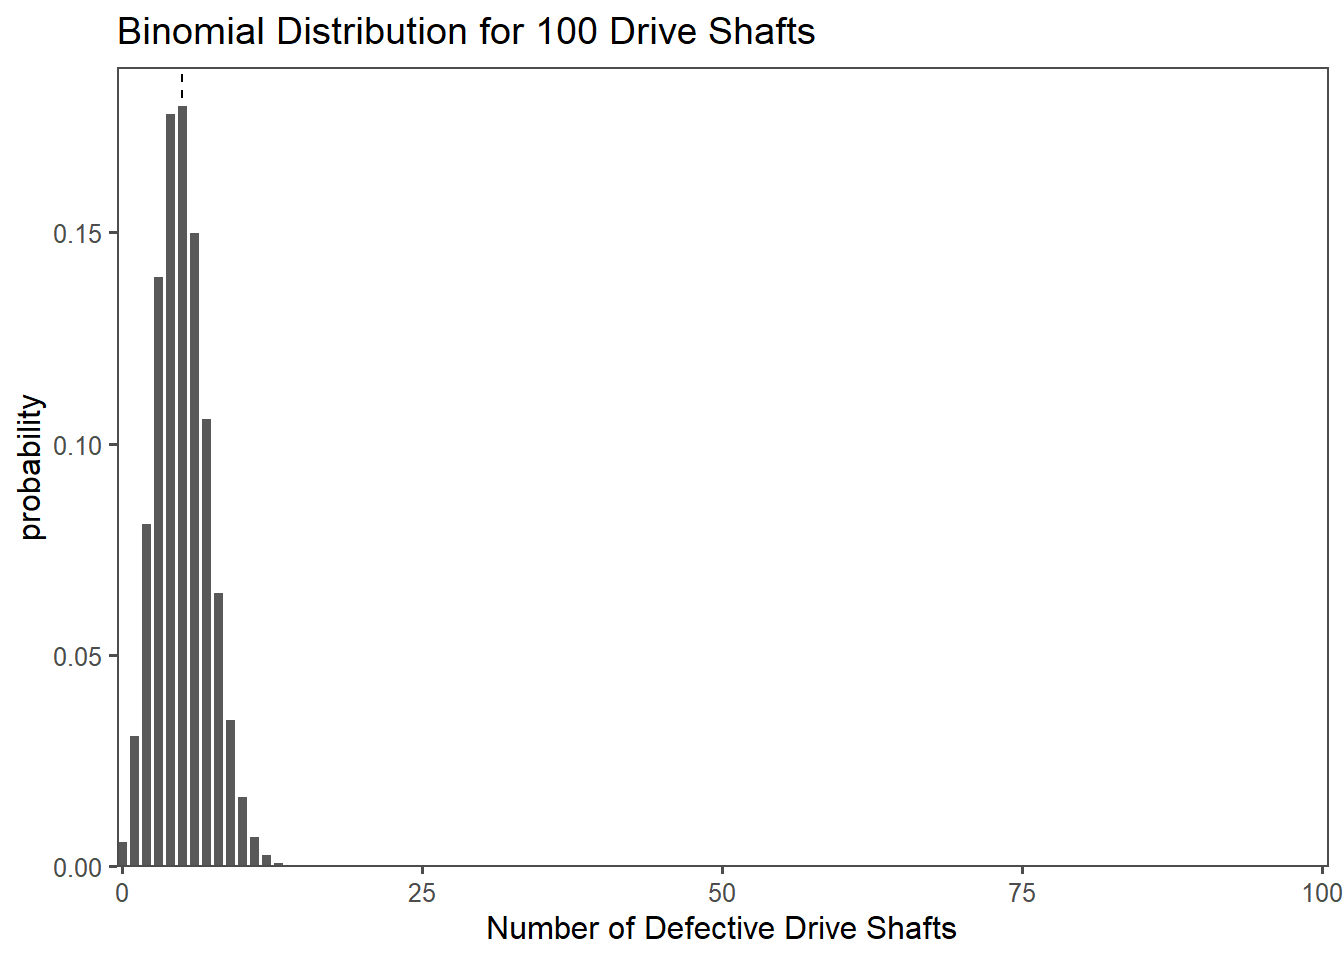 Binomial Distribution for 100 Drive Shafts
probability
0.15
0.10
0.05
0.00
0 25 50 75 100
Number of Defective Drive Shafts